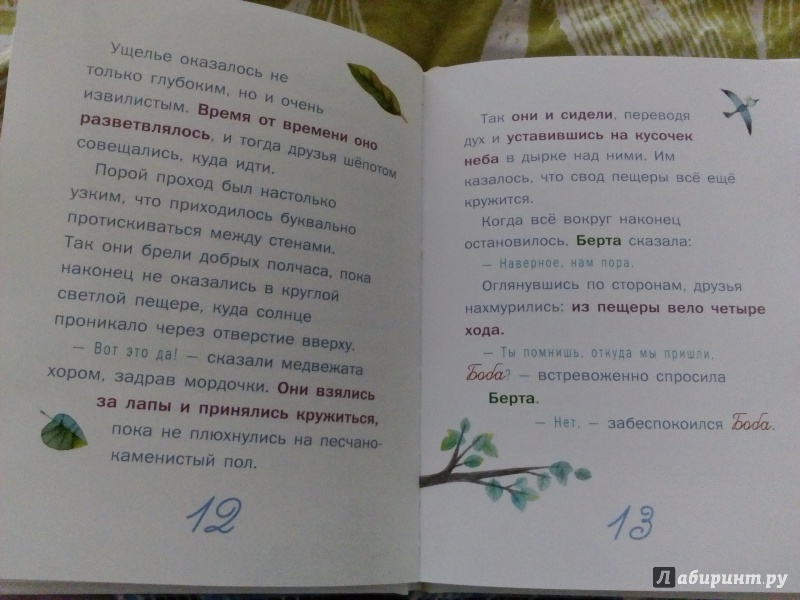 Ущелье оказалось не
только глубоким, но и очень
извилистым. Время от времени оно
разветвлялось, и тогда друзья шёпотом
совещались, куда идти.
Порой проход был настолько
узким, что приходилось буквально
протискиваться между стенами.
Так они брели добрых полчаса, пока
наконец не оказались в круглой
светлой пещере, куда солнце
проникало через отверстие вверху.
– Вот это да! – сказали медвежата
хором, задрав мордочки. Они взялись
за лапы и принялись кружиться,
пока не плюхнулись на песчано-
каменистый пол.
12
Так они и сидели, переводя
дух и уставившись на кусочек
неба в дырке над ними. Им
казалось, что свод пещеры всё ещё
кружится.
Когда всё вокруг наконец
остановилось, Берта сказала:
– Наверное, нам пора.
Оглянувшись по сторонам, друзья
нахмурились: из пещеры вело четыре
хода.
– Ты помнишь, откуда мы пришли,
Боба? – встревоженно спросила
Берта.
– Нет, – забеспокоился Боба.
13
Лабиринт.ру